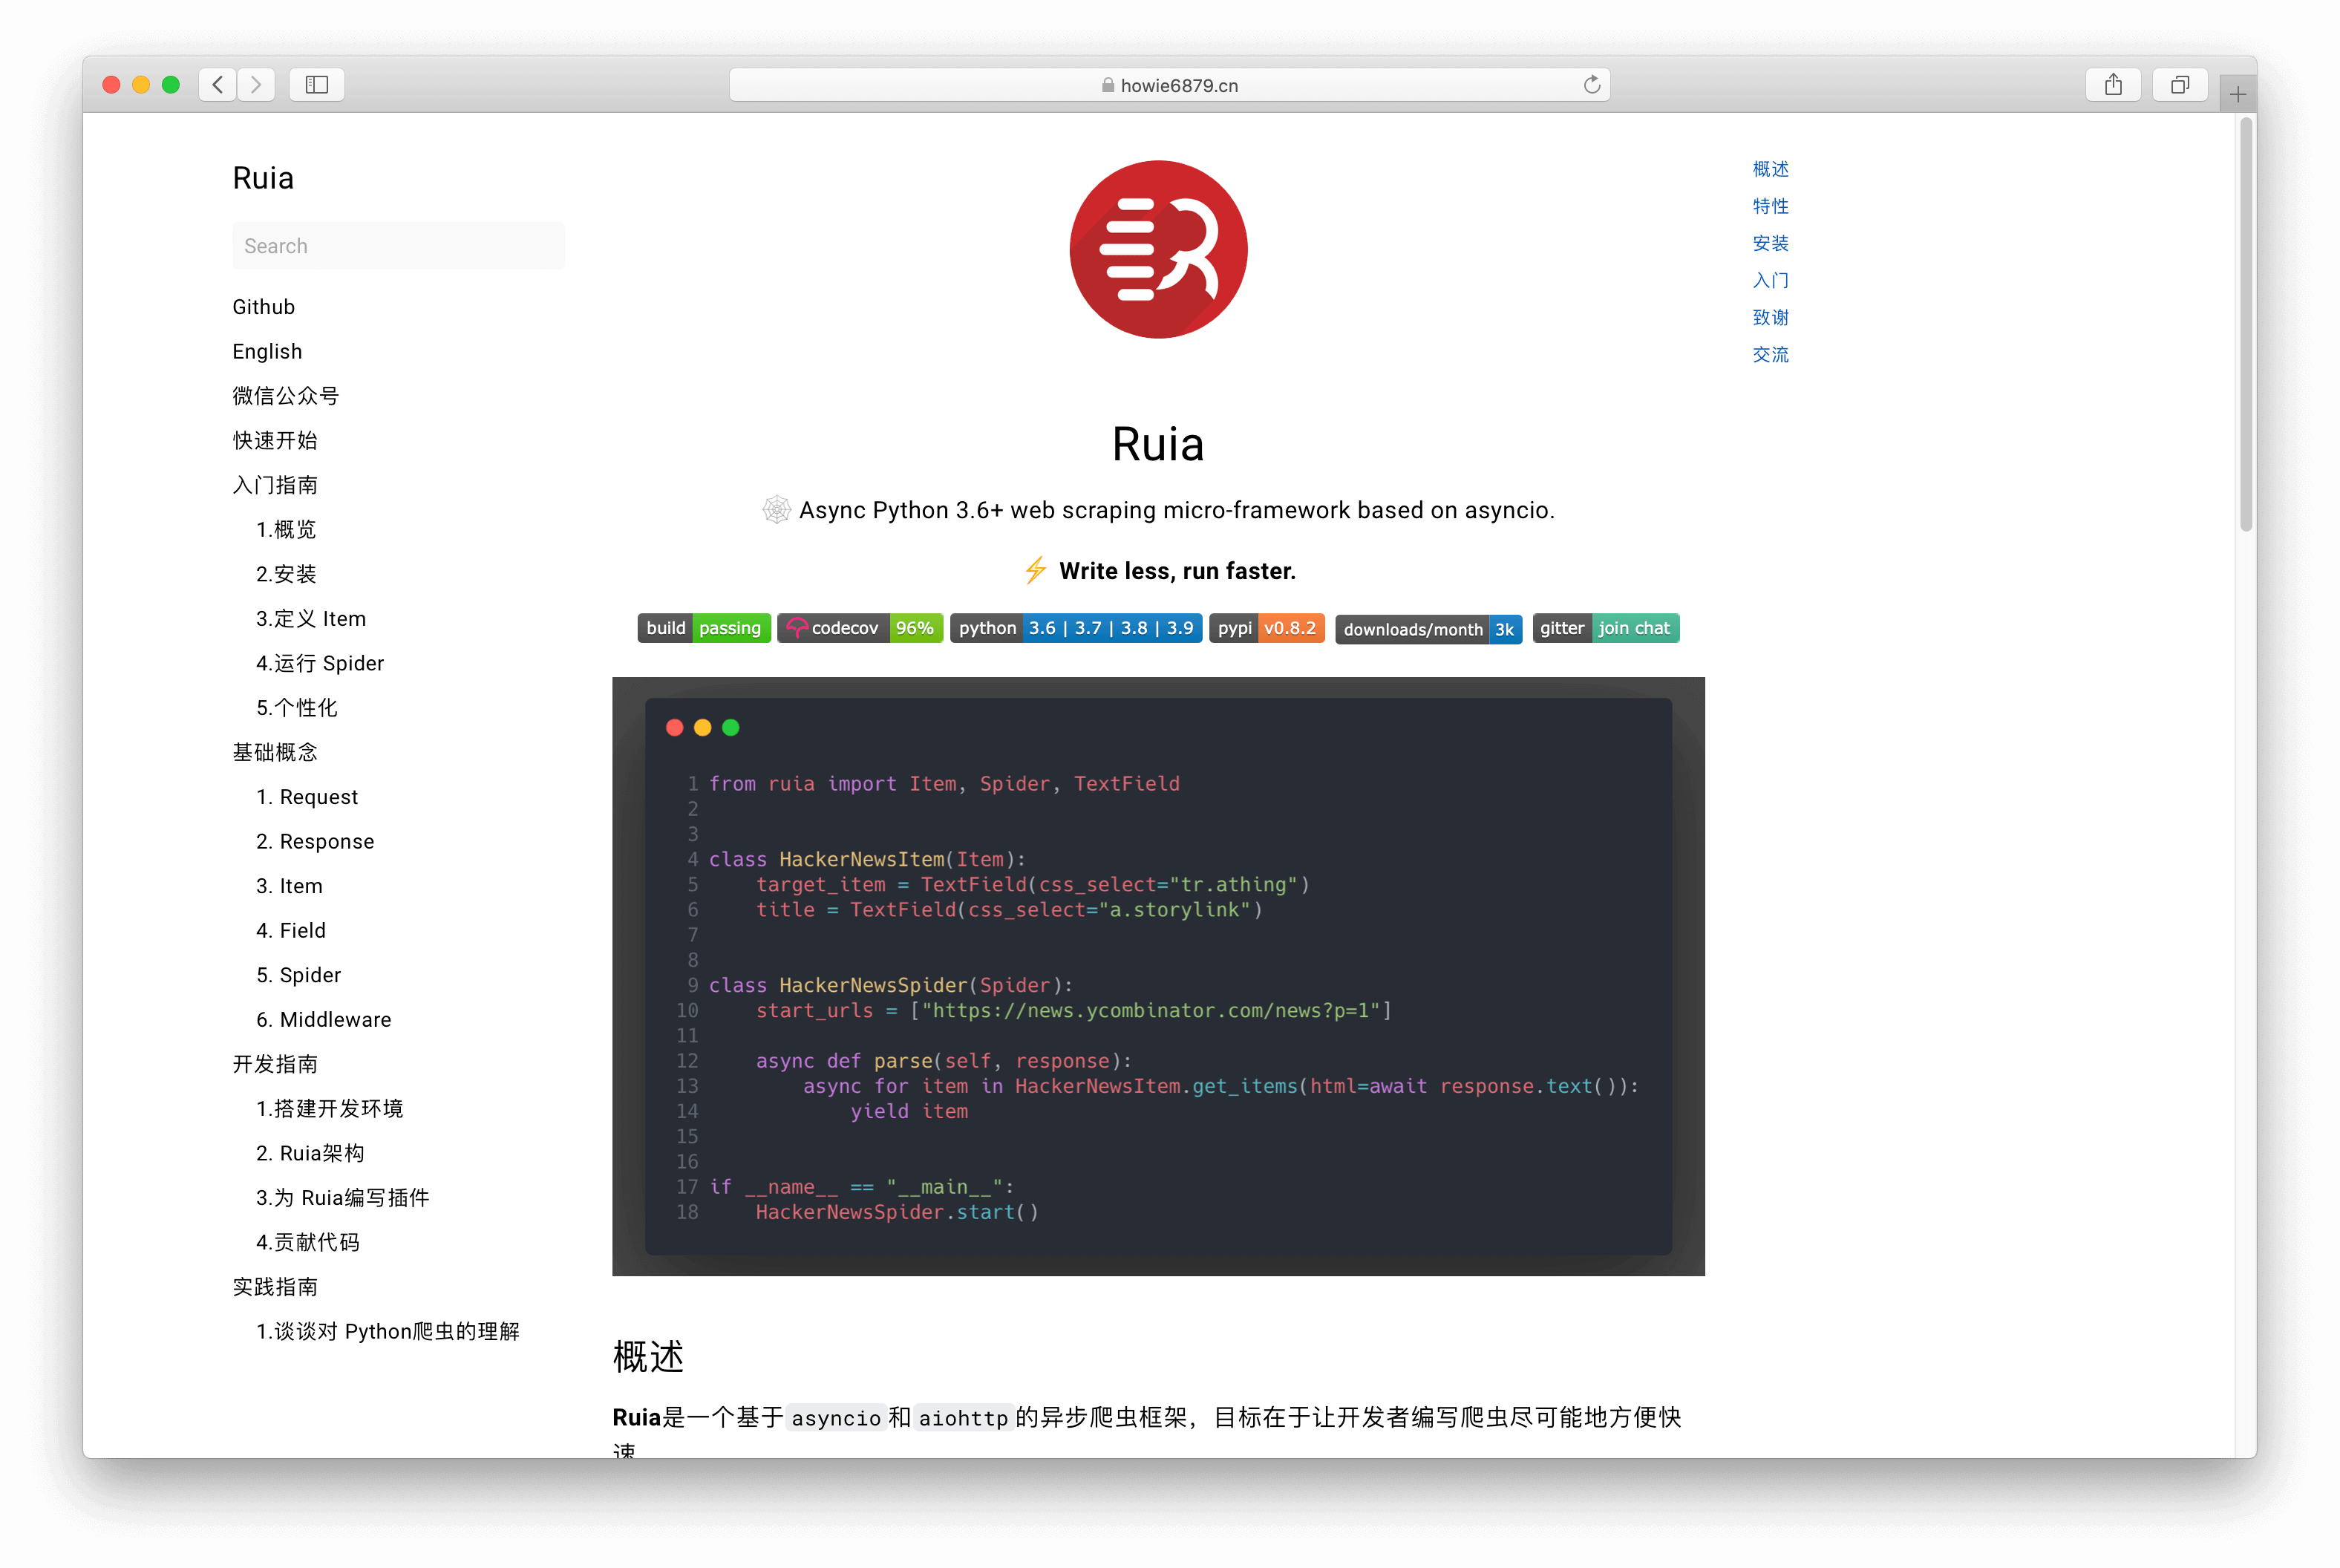 howie6879.cn
Ruia
Search
Github
English
微信公众号
快速开始
入门指南
1.概览
2.安装
3.定义 Item
4.运行 Spider
5.个性化
基础概念
1. Request
2. Response
3. Item
4. Field
5. Spider
6. Middleware
开发指南
1.搭建开发环境
2. Ruia架构
3.为 Ruia编写插件
4.贡献代码
实践指南
1.谈谈对 Python爬虫的理解
R
Ruia
Async Python 3.6+ web scraping micro-framework based on asyncio.
⚡ Write less, run faster.
build passing codecov 96% python 3.6 | 3.7 | 3.8 | 3.9 pypi v0.8.2 downloads/month 3k gitter join chat
1 from ruia import Item, Spider, TextField
2
3
4 class HackerNewsItem(Item):
5     target_item = TextField(css_select="tr.athing")
6     title = TextField(css_select="a.storylink")
7
8
9 class HackerNewsSpider(Spider):
10     start_urls = ["https://news.ycombinator.com/news?p=1"]
11
12     async def parse(self, response):
13         async for item in HackerNewsItem.get_items(html=await response.text()):
14             yield item
15
16
17 if __name__ == "__main__":
18     HackerNewsSpider.start()
概述
Ruia是一个基于asyncio和aiohttp的异步爬虫框架，目标在于让开发者编写爬虫尽可能地方便快
速
概述
特性
安装
入门
致谢
交流